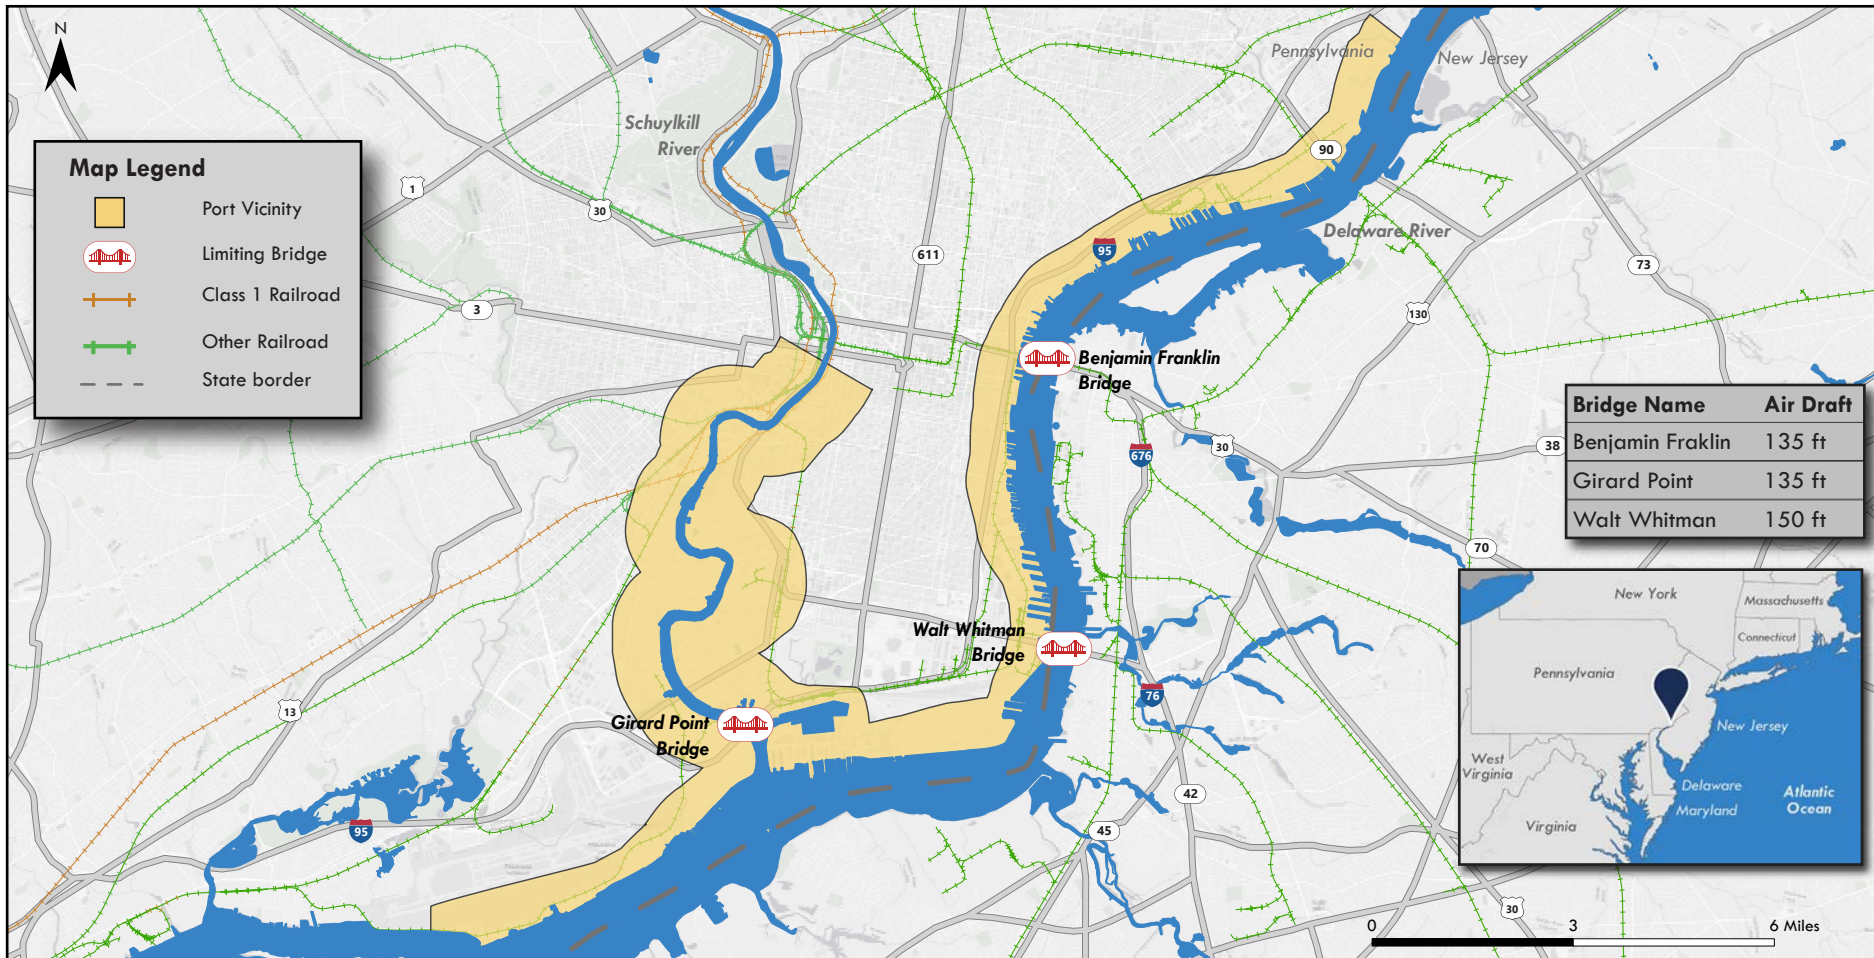 N
Map Legend
Port Vicinity
Limiting Bridge
Class 1 Railroad
Other Railroad
State border
Schuylkill
River
Pennsylvania
New Jersey
Delaware River
1
30
3
611
95
90
73
130
Benjamin Franklin
Bridge
676
30
38
70
Bridge Name Air Draft
Benjamin Fraklin 135 ft
Girard Point 135 ft
Walt Whitman 150 ft
Walt Whitman
Bridge
76
Girard Point
Bridge
13
95
42
45
30
New York
Massachusetts
Connecticut
Pennsylvania
New Jersey
West
Virginia
Delaware
Maryland
Virginia
Atlantic
Ocean
0 3 6 Miles